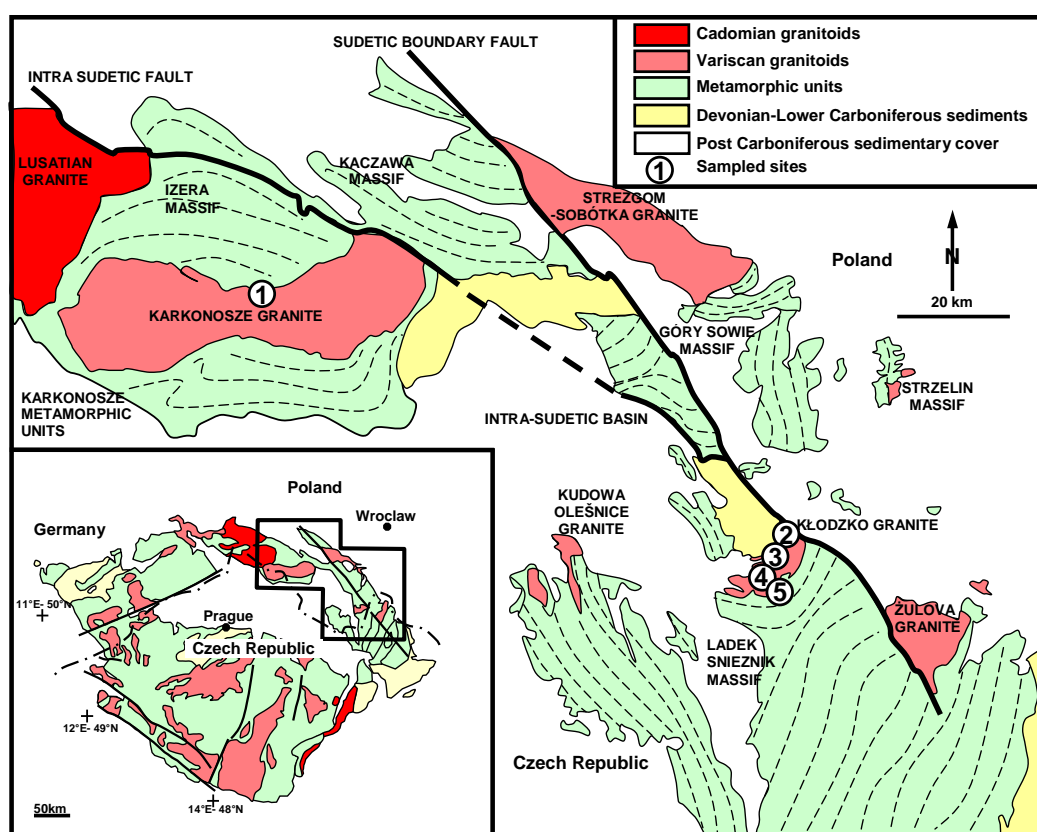 SUDETIC BOUNDARY FAULT
INTRA SUDETIC FAULT
Cadomian granitoids
Variscan granitoids
Metamorphic units
Devonian-Lower Carboniferous sediments
Post Carboniferous sedimentary cover
1
Sampled sites
LUSATIAN
GRANITE
IZERA
MASSIF
KACZAWA
MASSIF
STREZGOM
-SOBÓTKA GRANITE
Poland
N
20 km
1
KARKONOSZE GRANITE
GÓRY SOWIE
MASSIF
STRZELIN
MASSIF
KARKONOSZE
METAMORPHIC
UNITS
INTRA-SUDETIC BASIN
KUDOWA
OLEŠNICE
GRANITE
KŁODZKO GRANITE
2
3
4
5
ŻULOVA
GRANITE
LADEK
SNIEZNIK
MASSIF
Czech Republic
Poland
Germany
Wroclaw
11°E- 50°N
Prague
Czech Republic
12°E- 49°N
14°E- 48°N
50km